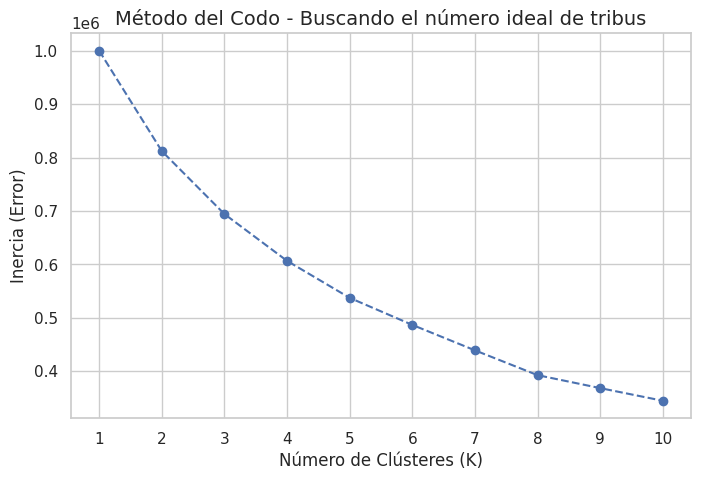 Método del Codo - Buscando el número ideal de tribus
1e6
1.0
0.9
0.8
0.7
0.6
0.5
0.4
Inercia (Error)
1 2 3 4 5 6 7 8 9 10
Número de Clústeres (K)